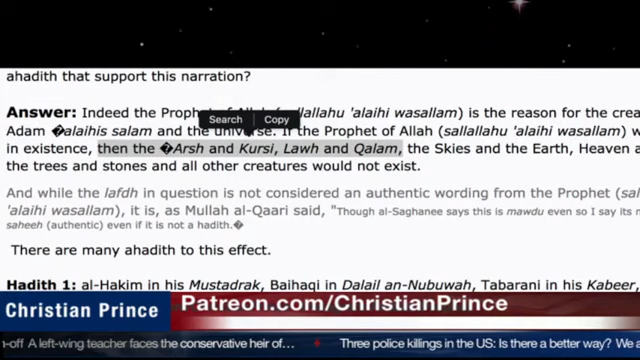 ahadith that support this narration?
Answer: Indeed the Prophet of Allah (sallallahu 'alaihi wasallam) is the reason for the crea
Search Copy
Adam �alaihis salam and the universe. If the Prophet of Allah (sallallahu 'alaihi wasallam) w
in existence, then the �Arsh and Kursi, Lawh and Qalam, the Skies and the Earth, Heaven a
the trees and stones and all other creatures would not exist.
And while the lafdh in question is not considered an authentic wording from the Prophet (sal
'alaihi wasallam), it is, as Mullah al-Qaari said, "Though al-Saghanee says this is mawdu even so I say its m
saheeh (authentic) even if it is not a hadith.�
There are many ahadith to this effect.
Hadith 1: al-Hakim in his Mustadrak, Baihaqi in Dalail an-Nubuwah, Tabarani in his Kabeer,
Christian Prince Patreon.com/ChristianPrince
n-off A left-wing teacher faces the conservative heir of... Three police killings in the US: Is there a better way? We a